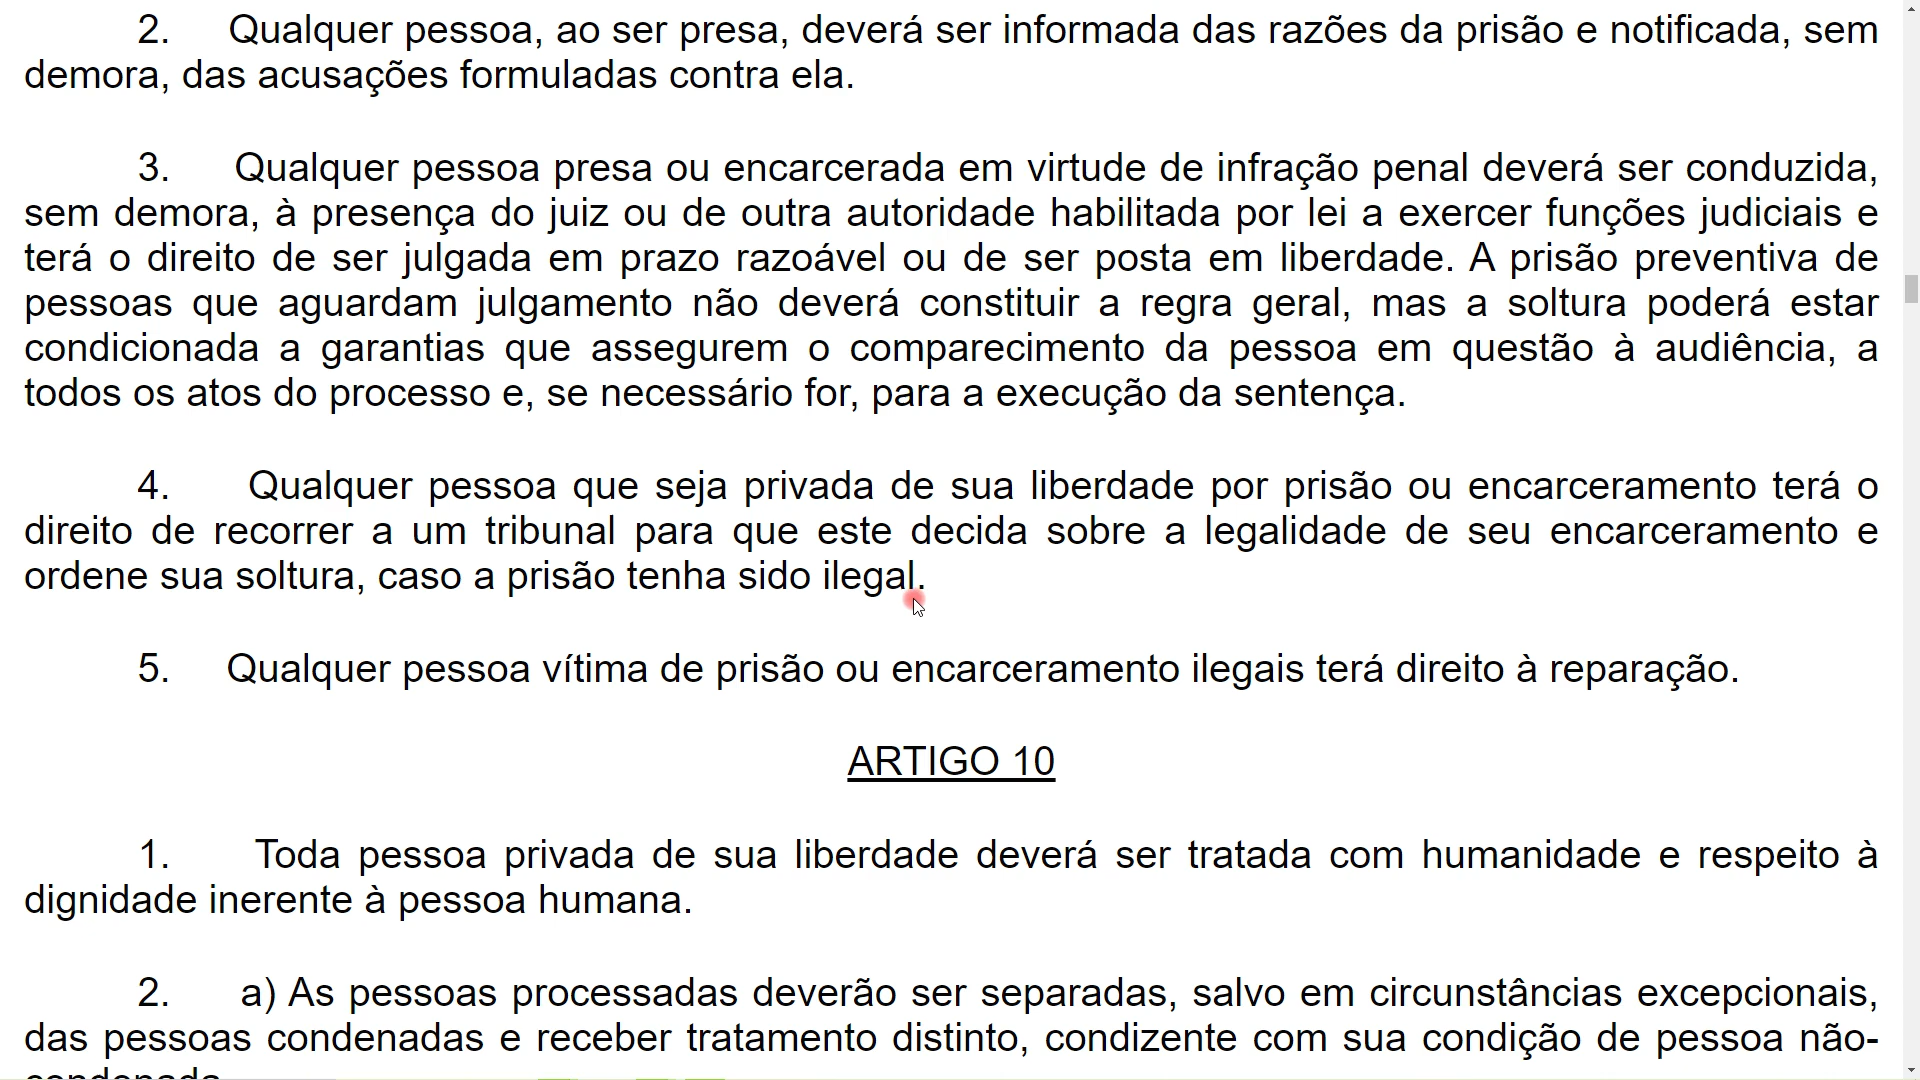 2. Qualquer pessoa, ao ser presa, deverá ser informada das razões da prisão e notificada, sem
demora, das acusações formuladas contra ela.
3. Qualquer pessoa presa ou encarcerada em virtude de infração penal deverá ser conduzida,
sem demora, à presença do juiz ou de outra autoridade habilitada por lei a exercer funções judiciais e
terá o direito de ser julgada em prazo razoável ou de ser posta em liberdade. A prisão preventiva de
pessoas que aguardam julgamento não deverá constituir a regra geral, mas a soltura poderá estar
condicionada a garantias que assegurem o comparecimento da pessoa em questão à audiência, a
todos os atos do processo e, se necessário for, para a execução da sentença.
4. Qualquer pessoa que seja privada de sua liberdade por prisão ou encarceramento terá o
direito de recorrer a um tribunal para que este decida sobre a legalidade de seu encarceramento e
ordene sua soltura, caso a prisão tenha sido ilegal.
5. Qualquer pessoa vítima de prisão ou encarceramento ilegais terá direito à reparação.
ARTIGO 10
1. Toda pessoa privada de sua liberdade deverá ser tratada com humanidade e respeito à
dignidade inerente à pessoa humana.
2. a) As pessoas processadas deverão ser separadas, salvo em circunstâncias excepcionais,
das pessoas condenadas e receber tratamento distinto, condizente com sua condição de pessoa não-